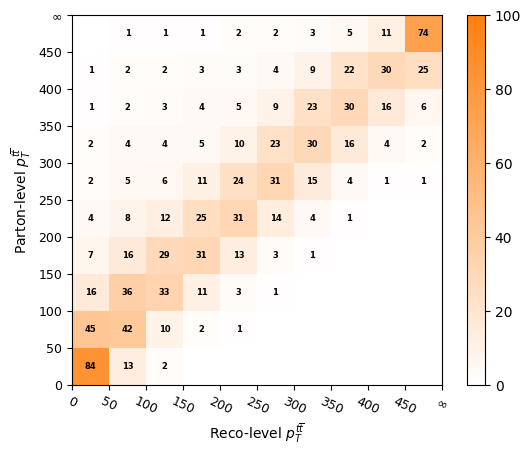 ∞
450
400
350
300
250
200
150
100
50
0
Parton-level $p_T^{t\bar{t}}$
1 1 1 2 2 3 5 11 74
1 2 2 3 3 4 9 22 30 25
1 2 3 4 5 9 23 30 16 6
2 4 4 5 10 23 30 16 4 2
2 5 6 11 24 31 15 4 1 1
4 8 12 25 31 14 4 1
7 16 29 31 13 3 1
16 36 33 11 3 1
45 42 10 2 1
84 13 2
0 50 100 150 200 250 300 350 400 450 ∞
Reco-level $p_T^{t\bar{t}}$
100
80
60
40
20
0